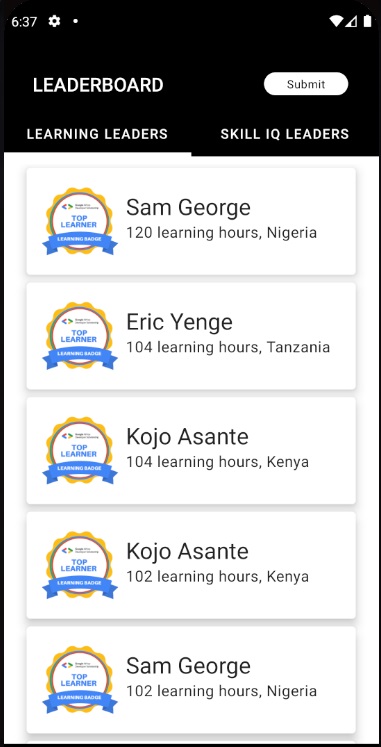 6:37
LEADERBOARD
Submit
LEARNING LEADERS
SKILL IQ LEADERS
TOP
LEARNER
LEARNING BADGE
Sam George
120 learning hours, Nigeria
TOP
LEARNER
LEARNING BADGE
Eric Yenge
104 learning hours, Tanzania
TOP
LEARNER
LEARNING BADGE
Kojo Asante
104 learning hours, Kenya
TOP
LEARNER
LEARNING BADGE
Kojo Asante
102 learning hours, Kenya
TOP
LEARNER
LEARNING BADGE
Sam George
102 learning hours, Nigeria